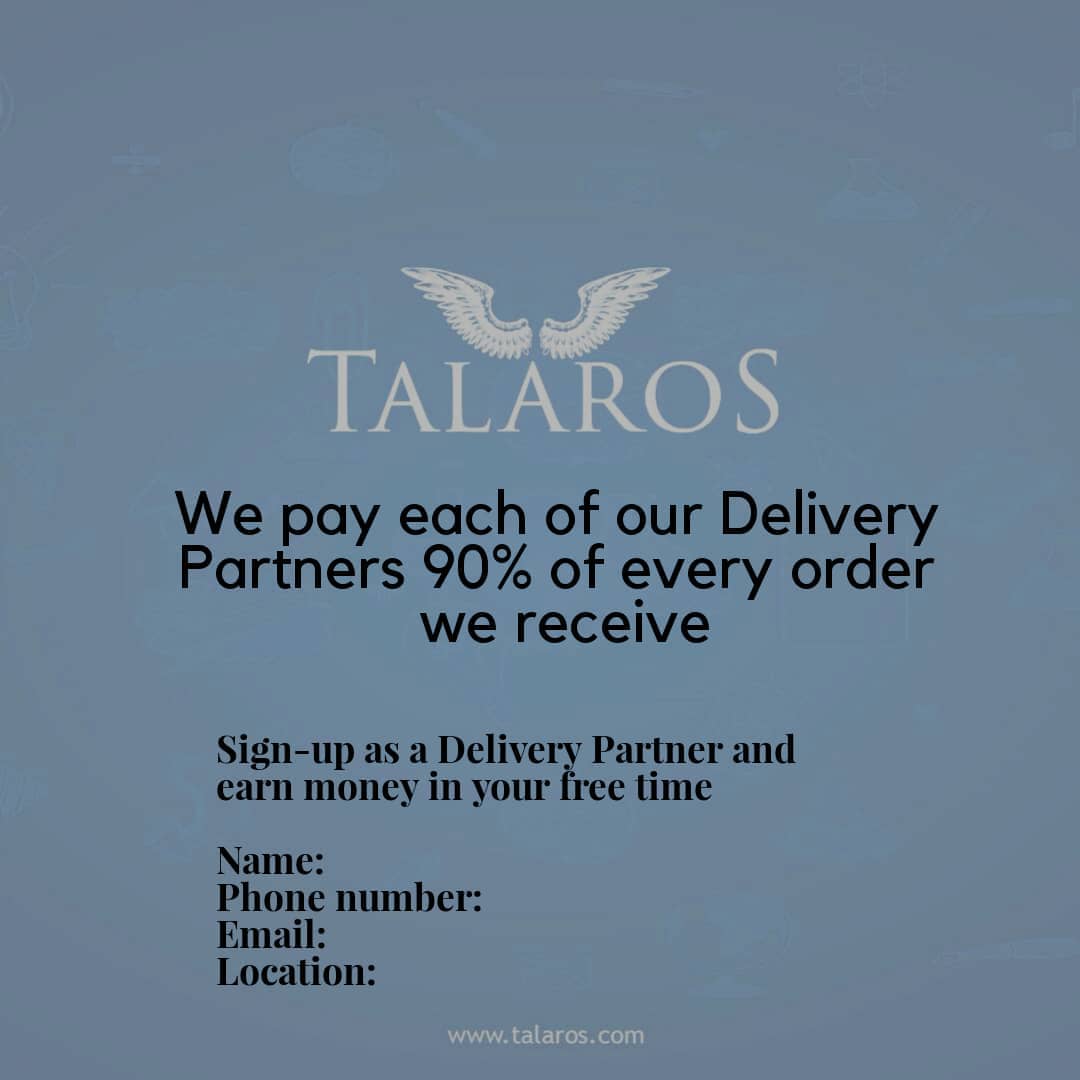 TALAROS
We pay each of our Delivery
Partners 90% of every order
we receive
Sign-up as a Delivery Partner and
earn money in your free time
Name:
Phone number:
Email:
Location:
www.talaros.com